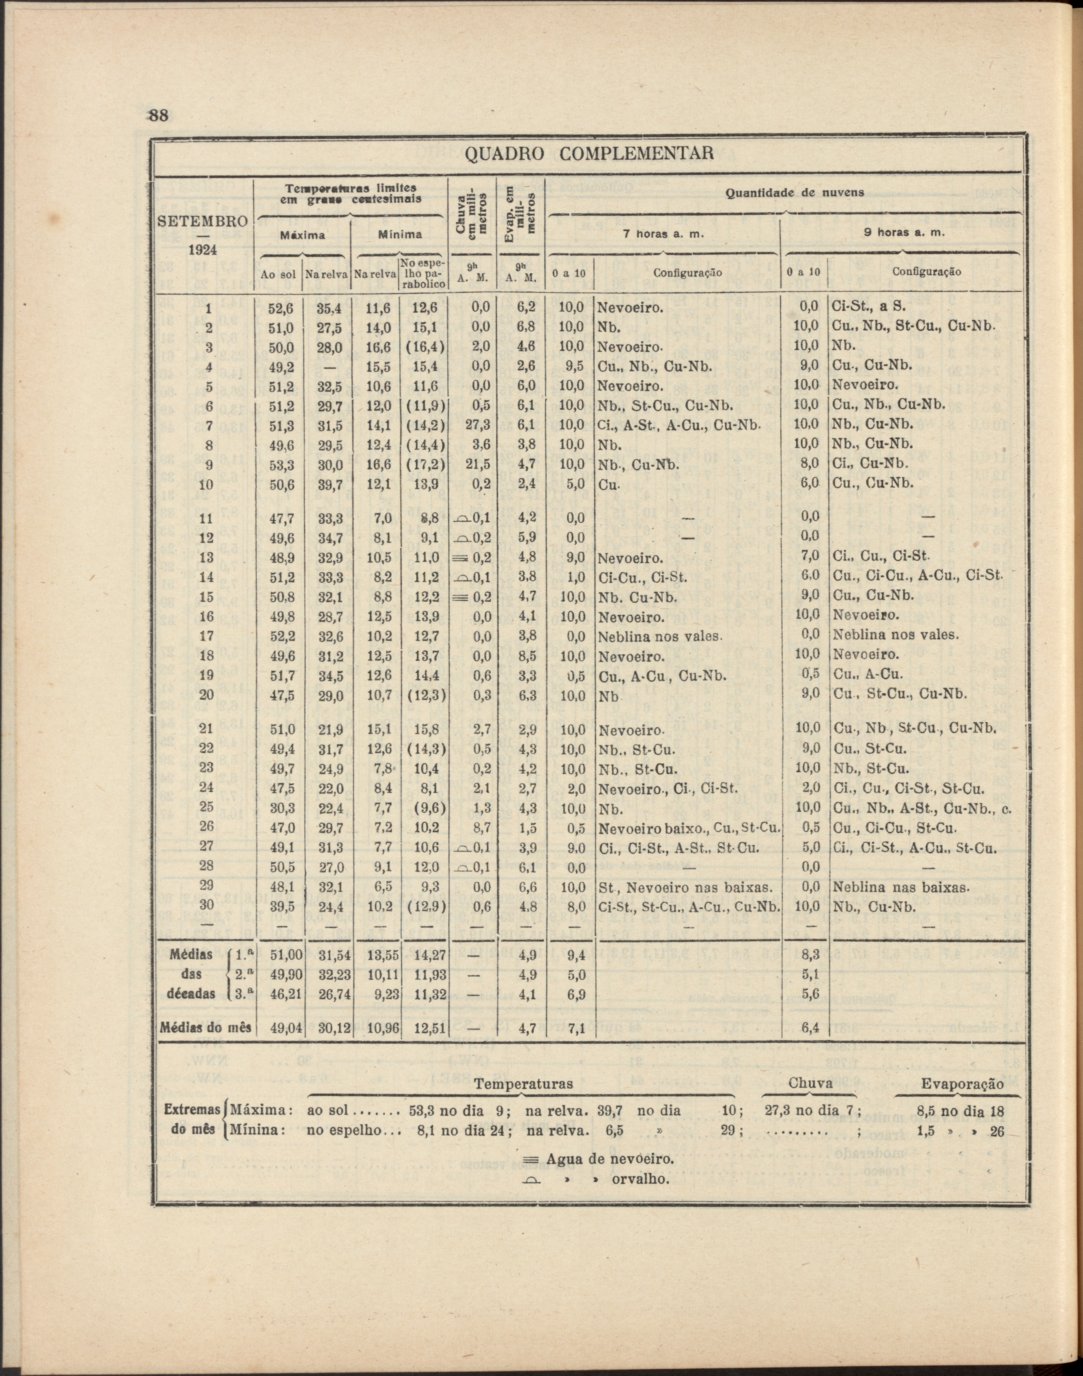 88
QUADRO COMPLEMENTAR
SETEMBRO
—
1924
Temperaturas limites
em graus centesimais
Chuva
em mili-
metros
Evap. em
mili-
metros
Quantidade de nuvens
Máxima
Mínima
7 horas a. m.
9 horas a. m.
Ao sol
Na relva
Na relva
No espe-
lho pa-
rabolico
9h
A. M.
9h
A. M.
0 a 10
Configuração
0 a 10
Configuração
1 52,6 35,4 11,6 12,6 0,0 6,2 10,0 Nevoeiro. 0,0 Ci-St., a S.
2 51,0 27,5 14,0 15,1 0,0 6,8 10,0 Nb. 10,0 Cu., Nb., St-Cu., Cu-Nb.
3 50,0 28,0 16,6 (16,4) 2,0 4,6 10,0 Nevoeiro. 10,0 Nb.
4 49,2 — 15,5 15,4 0,0 2,6 9,5 Cu., Nb., Cu-Nb. 9,0 Cu., Cu-Nb.
5 51,2 32,5 10,6 11,6 0,0 6,0 10,0 Nevoeiro. 10,0 Nevoeiro.
6 51,2 29,7 12,0 (11,9) 0,5 6,1 10,0 Nb., St-Cu., Cu-Nb. 10,0 Cu., Nb., Cu-Nb.
7 51,3 31,5 14,1 (14,2) 27,3 6,1 10,0 Ci., A-St., A-Cu., Cu-Nb. 10,0 Nb., Cu-Nb.
8 49,6 29,5 12,4 (14,4) 3,6 3,8 10,0 Nb. 10,0 Nb., Cu-Nb.
9 53,3 30,0 16,6 (17,2) 21,5 4,7 10,0 Nb., Cu-Nb. 8,0 Ci., Cu-Nb.
10 50,6 39,7 12,1 13,9 0,2 2,4 5,0 Cu. 6,0 Cu., Cu-Nb.
11 47,7 33,3 7,0 8,8 ⌓0,1 4,2 0,0 — 0,0 —
12 49,6 34,7 8,1 9,1 ⌓0,2 5,9 0,0 — 0,0 —
13 48,9 32,9 10,5 11,0 ≡ 0,2 4,8 9,0 Nevoeiro. 7,0 Ci., Cu., Ci-St.
14 51,2 33,3 8,2 11,2 ⌓0,1 3,8 1,0 Ci-Cu., Ci-St. 6,0 Cu., Ci-Cu., A-Cu., Ci-St.
15 50,8 32,1 8,8 12,2 ≡ 0,2 4,7 10,0 Nb. Cu-Nb. 9,0 Cu., Cu-Nb.
16 49,8 28,7 12,5 13,9 0,0 4,1 10,0 Nevoeiro. 10,0 Nevoeiro.
17 52,2 32,6 10,2 12,7 0,0 3,8 0,0 Neblina nos vales. 0,0 Neblina nos vales.
18 49,6 31,2 12,5 13,7 0,0 8,5 10,0 Nevoeiro. 10,0 Nevoeiro.
19 51,7 34,5 12,6 14,4 0,6 3,3 0,5 Cu., A-Cu., Cu-Nb. 0,5 Cu., A-Cu.
20 47,5 29,0 10,7 (12,3) 0,3 6,3 10,0 Nb 9,0 Cu., St-Cu., Cu-Nb.
21 51,0 21,9 15,1 15,8 2,7 2,9 10,0 Nevoeiro. 10,0 Cu., Nb., St-Cu., Cu-Nb.
22 49,4 31,7 12,6 (14,3) 0,5 4,3 10,0 Nb., St-Cu. 9,0 Cu., St-Cu.
23 49,7 24,9 7,8 10,4 0,2 4,2 10,0 Nb., St-Cu. 10,0 Nb., St-Cu.
24 47,5 22,0 8,4 8,1 2,1 2,7 2,0 Nevoeiro., Ci., Ci-St. 2,0 Ci., Cu., Ci-St., St-Cu.
25 30,3 22,4 7,7 (9,6) 1,3 4,3 10,0 Nb. 10,0 Cu., Nb., A-St., Cu-Nb., c.
26 47,0 29,7 7,2 10,2 8,7 1,5 0,5 Nevoeiro baixo., Cu., St-Cu. 0,5 Cu., Ci-Cu., St-Cu.
27 49,1 31,3 7,7 10,6 ⌓0,1 3,9 9,0 Ci., Ci-St., A-St., St-Cu. 5,0 Ci., Ci-St., A-Cu., St-Cu.
28 50,5 27,0 9,1 12,0 ⌓0,1 6,1 0,0 — 0,0 —
29 48,1 32,1 6,5 9,3 0,0 6,6 10,0 St., Nevoeiro nas baixas. 0,0 Neblina nas baixas.
30 39,5 24,4 10,2 (12,9) 0,6 4,8 8,0 Ci-St., St-Cu., A-Cu., Cu-Nb. 10,0 Nb., Cu-Nb.
— — — — — — — — — — —
Médias 1.ª 51,00 31,54 13,55 14,27 — 4,9 9,4 8,3
das 2.ª 49,90 32,23 10,11 11,93 — 4,9 5,0 5,1
décadas 3.ª 46,21 26,74 9,23 11,32 — 4,1 6,9 5,6
Médias do mês 49,04 30,12 10,96 12,51 — 4,7 7,1 6,4
Temperaturas Chuva Evaporação
Extremas Máxima: ao sol ....... 53,3 no dia 9; na relva. 39,7 no dia 10; 27,3 no dia 7; 8,5 no dia 18
do mês Mínina: no espelho... 8,1 no dia 24; na relva. 6,5 » 29; ......... ; 1,5 » » 26
≡ Agua de nevoeiro.
⌓ » » orvalho.